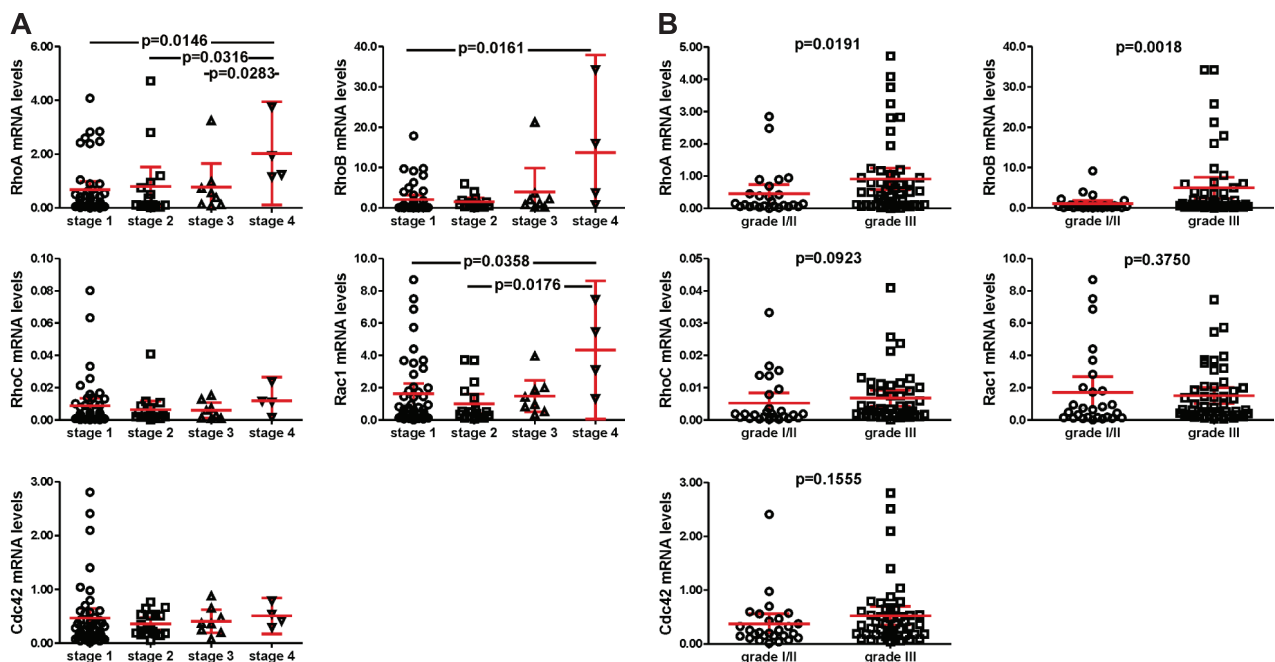 A
p=0.0146
p=0.0316
p=0.0283
RhoA mRNA levels
6.00
4.00
2.00
0.00
stage 1 stage 2 stage 3 stage 4
p=0.0161
RhoB mRNA levels
40.0
30.0
20.0
10.0
0.0
stage 1 stage 2 stage 3 stage 4
RhoC mRNA levels
0.10
0.08
0.06
0.04
0.02
0.00
stage 1 stage 2 stage 3 stage 4
p=0.0358
p=0.0176
Rac1 mRNA levels
10.0
8.0
6.0
4.0
2.0
0.0
stage 1 stage 2 stage 3 stage 4
Cdc42 mRNA levels
3.00
2.00
1.00
0.00
stage 1 stage 2 stage 3 stage 4
B
p=0.0191
RhoA mRNA levels
5.00
4.00
3.00
2.00
1.00
0.00
grade I/II grade III
p=0.0018
RhoB mRNA levels
40.0
30.0
20.0
10.0
0.0
grade I/II grade III
p=0.0923
RhoC mRNA levels
0.05
0.04
0.03
0.02
0.01
0.00
grade I/II grade III
p=0.3750
Rac1 mRNA levels
10.0
8.0
6.0
4.0
2.0
0.0
grade I/II grade III
p=0.1555
Cdc42 mRNA levels
3.00
2.00
1.00
0.00
grade I/II grade III